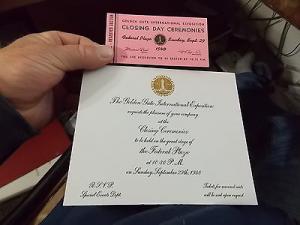 GOLDEN GATE INTERNATIONAL EXPOSITION
CLOSING DAY CEREMONIES
Federal Plaza Sunday, Sept. 29
1940
The Golden Gate International Exposition
requests the pleasure of your company
at the
Closing Ceremonies
to be held on the great stage of
the Federal Plaza
at 10:30 P.M.
on Sunday, September 29th, 1940
R.S.V.P.
Special Events Dept.
Tickets for reserved seats
will be sent upon request